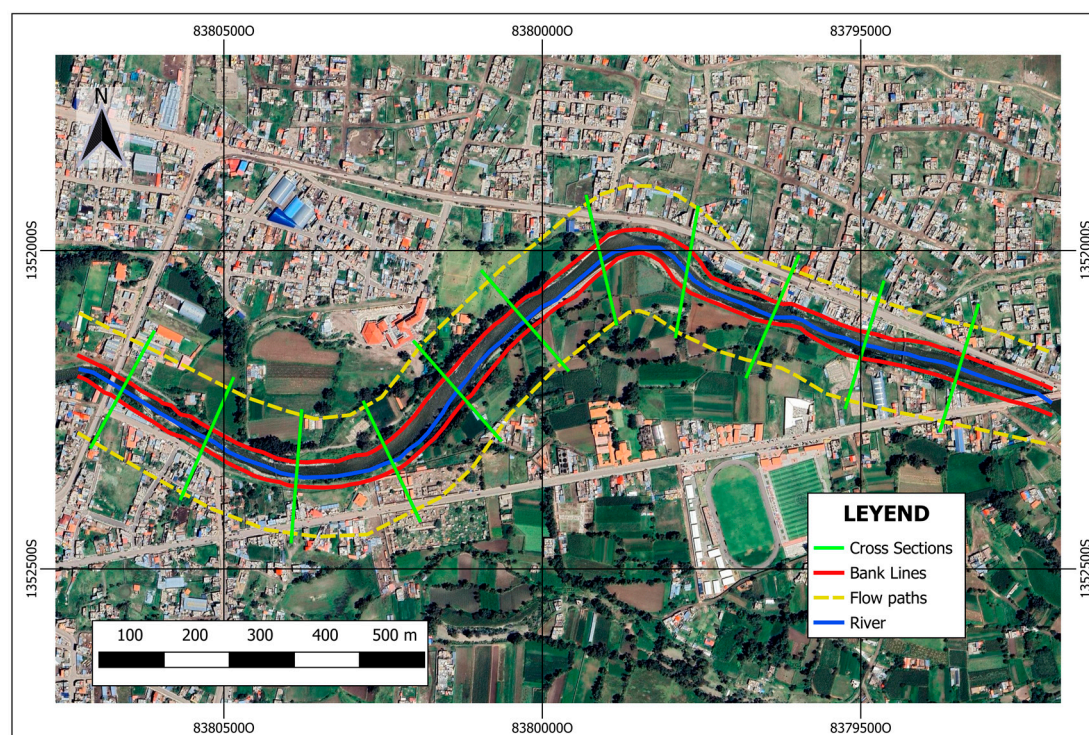 8380500O 8380000O 8379500O
N
1352000S 1352000S
1352500S 1352500S
LEYEND
Cross Sections
Bank Lines
Flow paths
River
100 200 300 400 500 m
8380500O 8380000O 8379500O